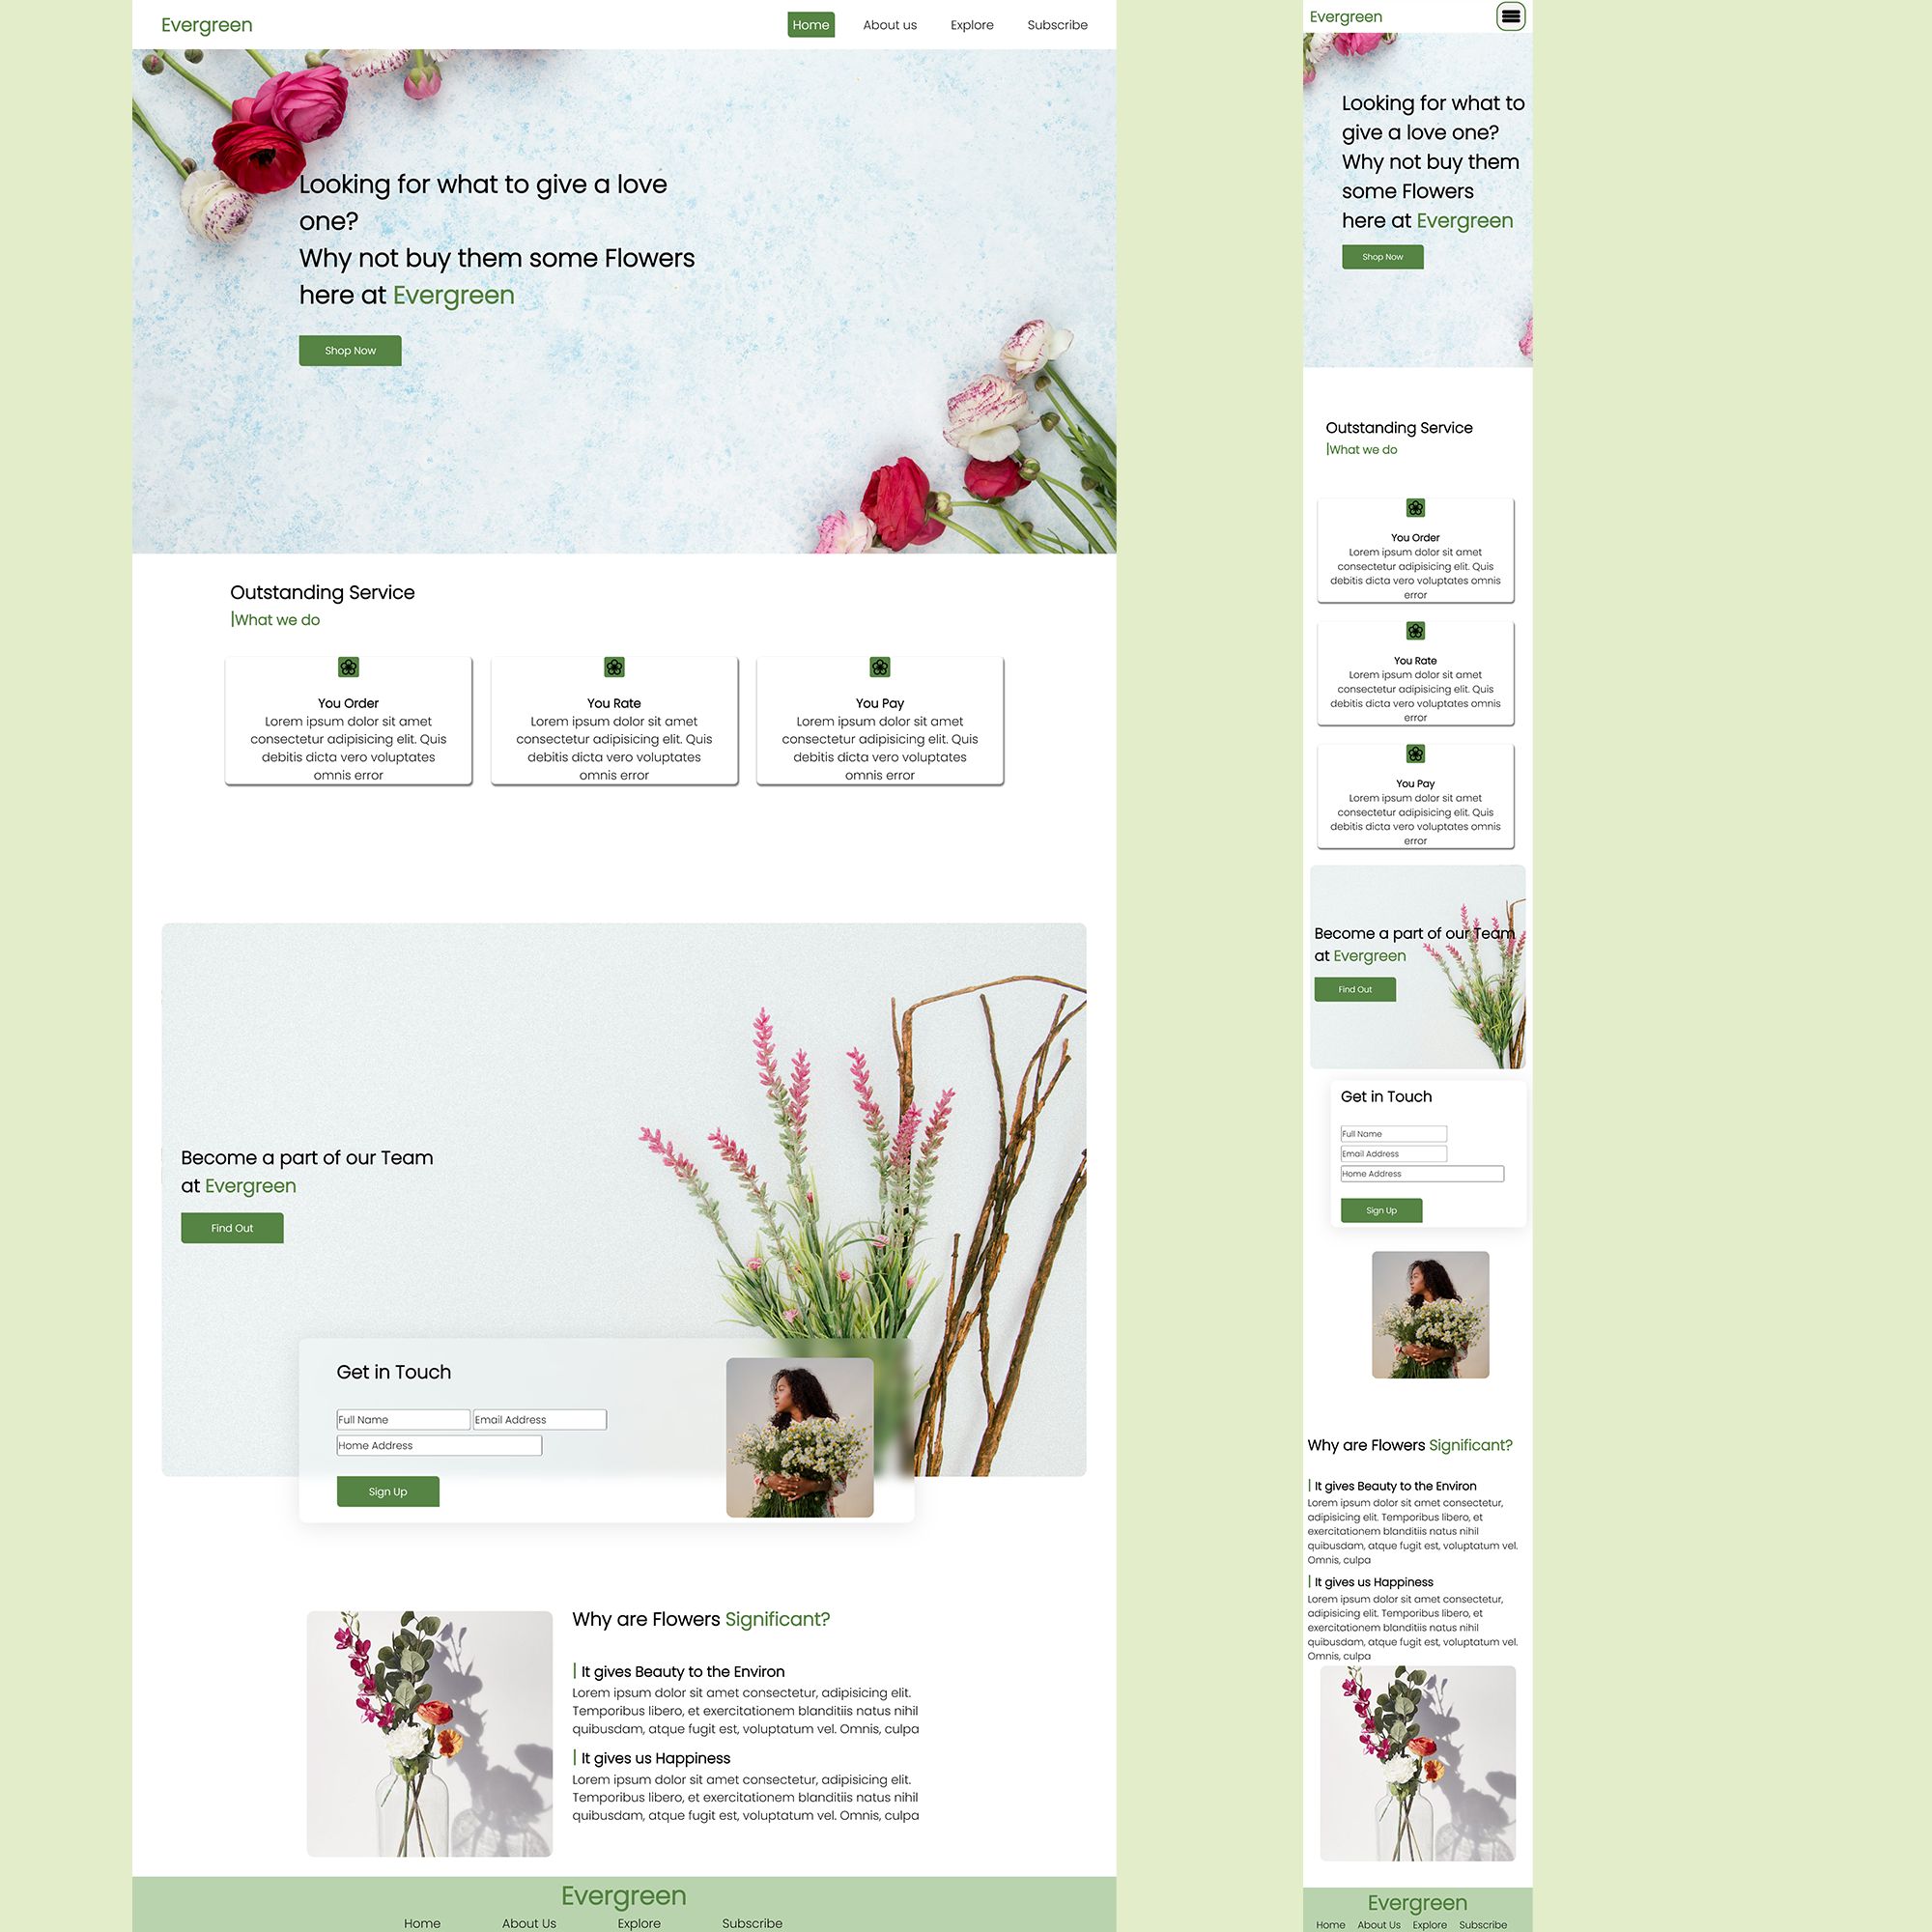 Evergreen
Home About us Explore Subscribe
Looking for what to give a love
one?
Why not buy them some Flowers
here at Evergreen
Shop Now
Outstanding Service
|What we do
You Order
Lorem ipsum dolor sit amet
consectetur adipisicing elit. Quis
debitis dicta vero voluptates
omnis error
You Rate
Lorem ipsum dolor sit amet
consectetur adipisicing elit. Quis
debitis dicta vero voluptates
omnis error
You Pay
Lorem ipsum dolor sit amet
consectetur adipisicing elit. Quis
debitis dicta vero voluptates
omnis error
Become a part of our Team
at Evergreen
Find Out
Get in Touch
Full Name Email Address
Home Address
Sign Up
Why are Flowers Significant?
| It gives Beauty to the Environ
Lorem ipsum dolor sit amet consectetur, adipisicing elit.
Temporibus libero, et exercitationem blanditiis natus nihil
quibusdam, atque fugit est, voluptatum vel. Omnis, culpa
| It gives us Happiness
Lorem ipsum dolor sit amet consectetur, adipisicing elit.
Temporibus libero, et exercitationem blanditiis natus nihil
quibusdam, atque fugit est, voluptatum vel. Omnis, culpa
Evergreen
Home About Us Explore Subscribe
Evergreen
Looking for what to
give a love one?
Why not buy them
some Flowers
here at Evergreen
Shop Now
Outstanding Service
|What we do
You Order
Lorem ipsum dolor sit amet
consectetur adipisicing elit. Quis
debitis dicta vero voluptates omnis
error
You Rate
Lorem ipsum dolor sit amet
consectetur adipisicing elit. Quis
debitis dicta vero voluptates omnis
error
You Pay
Lorem ipsum dolor sit amet
consectetur adipisicing elit. Quis
debitis dicta vero voluptates omnis
error
Become a part of our Team
at Evergreen
Find Out
Get in Touch
Full Name
Email Address
Home Address
Sign Up
Why are Flowers Significant?
| It gives Beauty to the Environ
Lorem ipsum dolor sit amet consectetur,
adipisicing elit. Temporibus libero, et
exercitationem blanditiis natus nihil
quibusdam, atque fugit est, voluptatum vel.
Omnis, culpa
| It gives us Happiness
Lorem ipsum dolor sit amet consectetur,
adipisicing elit. Temporibus libero, et
exercitationem blanditiis natus nihil
quibusdam, atque fugit est, voluptatum vel.
Omnis, culpa
Evergreen
Home About Us Explore Subscribe